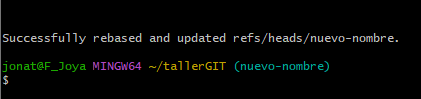 Successfully rebased and updated refs/heads/nuevo-nombre.
jonat@F_Joya MINGW64 ~/tallerGIT (nuevo-nombre)
$